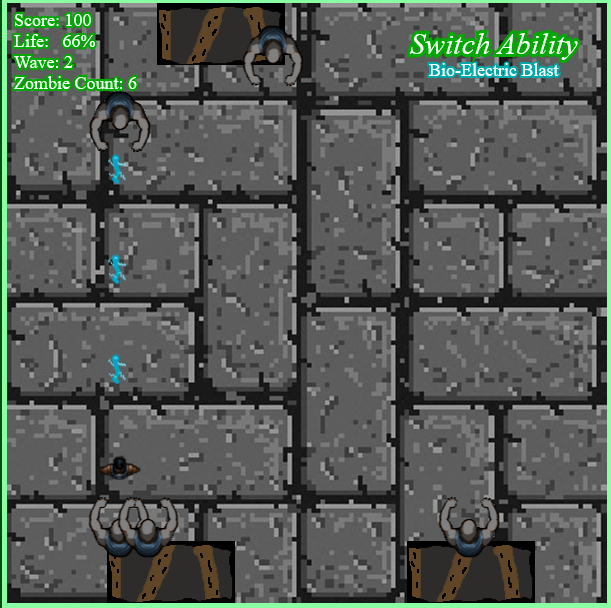 Score: 100
Life: 66%
Wave: 2
Zombie Count: 6
Switch Ability
Bio-Electric Blast